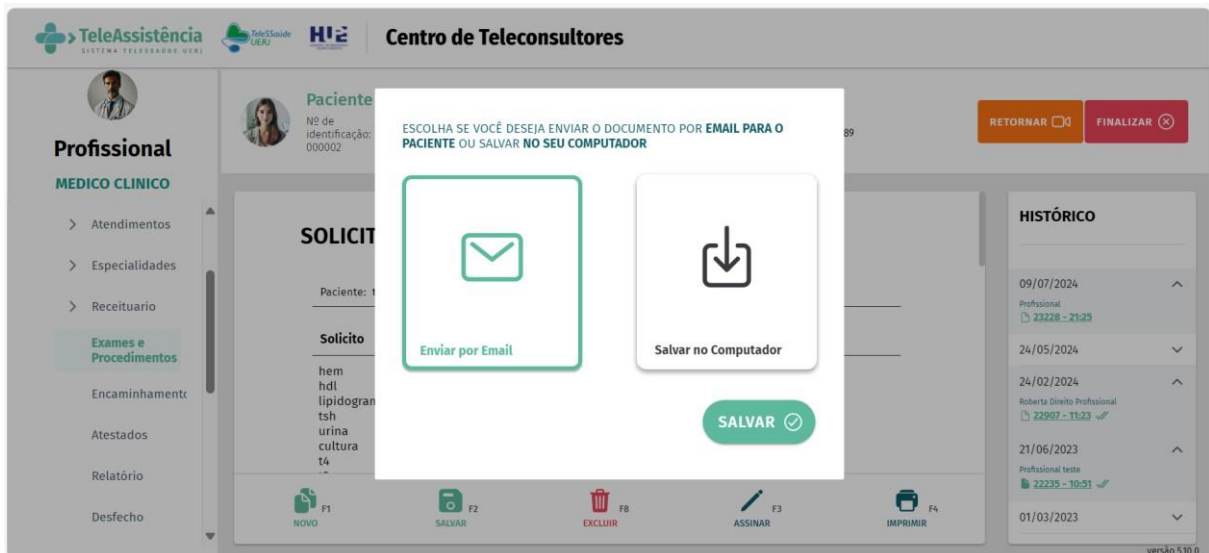 TeleAssistência
SISTEMA TELESSAÚDE UERJ
TeleSSaúde
UERJ
HUPE
Centro de Teleconsultores
Profissional
MEDICO CLINICO
Atendimentos
Especialidades
Receituario
Exames e
Procedimentos
Encaminhamento
Atestados
Relatório
Desfecho
Paciente
Nº de
identificação:
000002
89
RETORNAR
FINALIZAR
ESCOLHA SE VOCÊ DESEJA ENVIAR O DOCUMENTO POR EMAIL PARA O
PACIENTE OU SALVAR NO SEU COMPUTADOR
Enviar por Email
Salvar no Computador
SALVAR
SOLICIT
Paciente: t
Solicito
hem
hdl
lipidogran
tsh
urina
cultura
t4
F1
NOVO
F2
SALVAR
F8
EXCLUIR
F3
ASSINAR
F4
IMPRIMIR
HISTÓRICO
09/07/2024
Profissional
23228 - 21:25
24/05/2024
24/02/2024
Roberta Direito Profissional
22907 - 11:23
21/06/2023
Profissional teste
22235 - 10:51
01/03/2023
versão 5.10.0